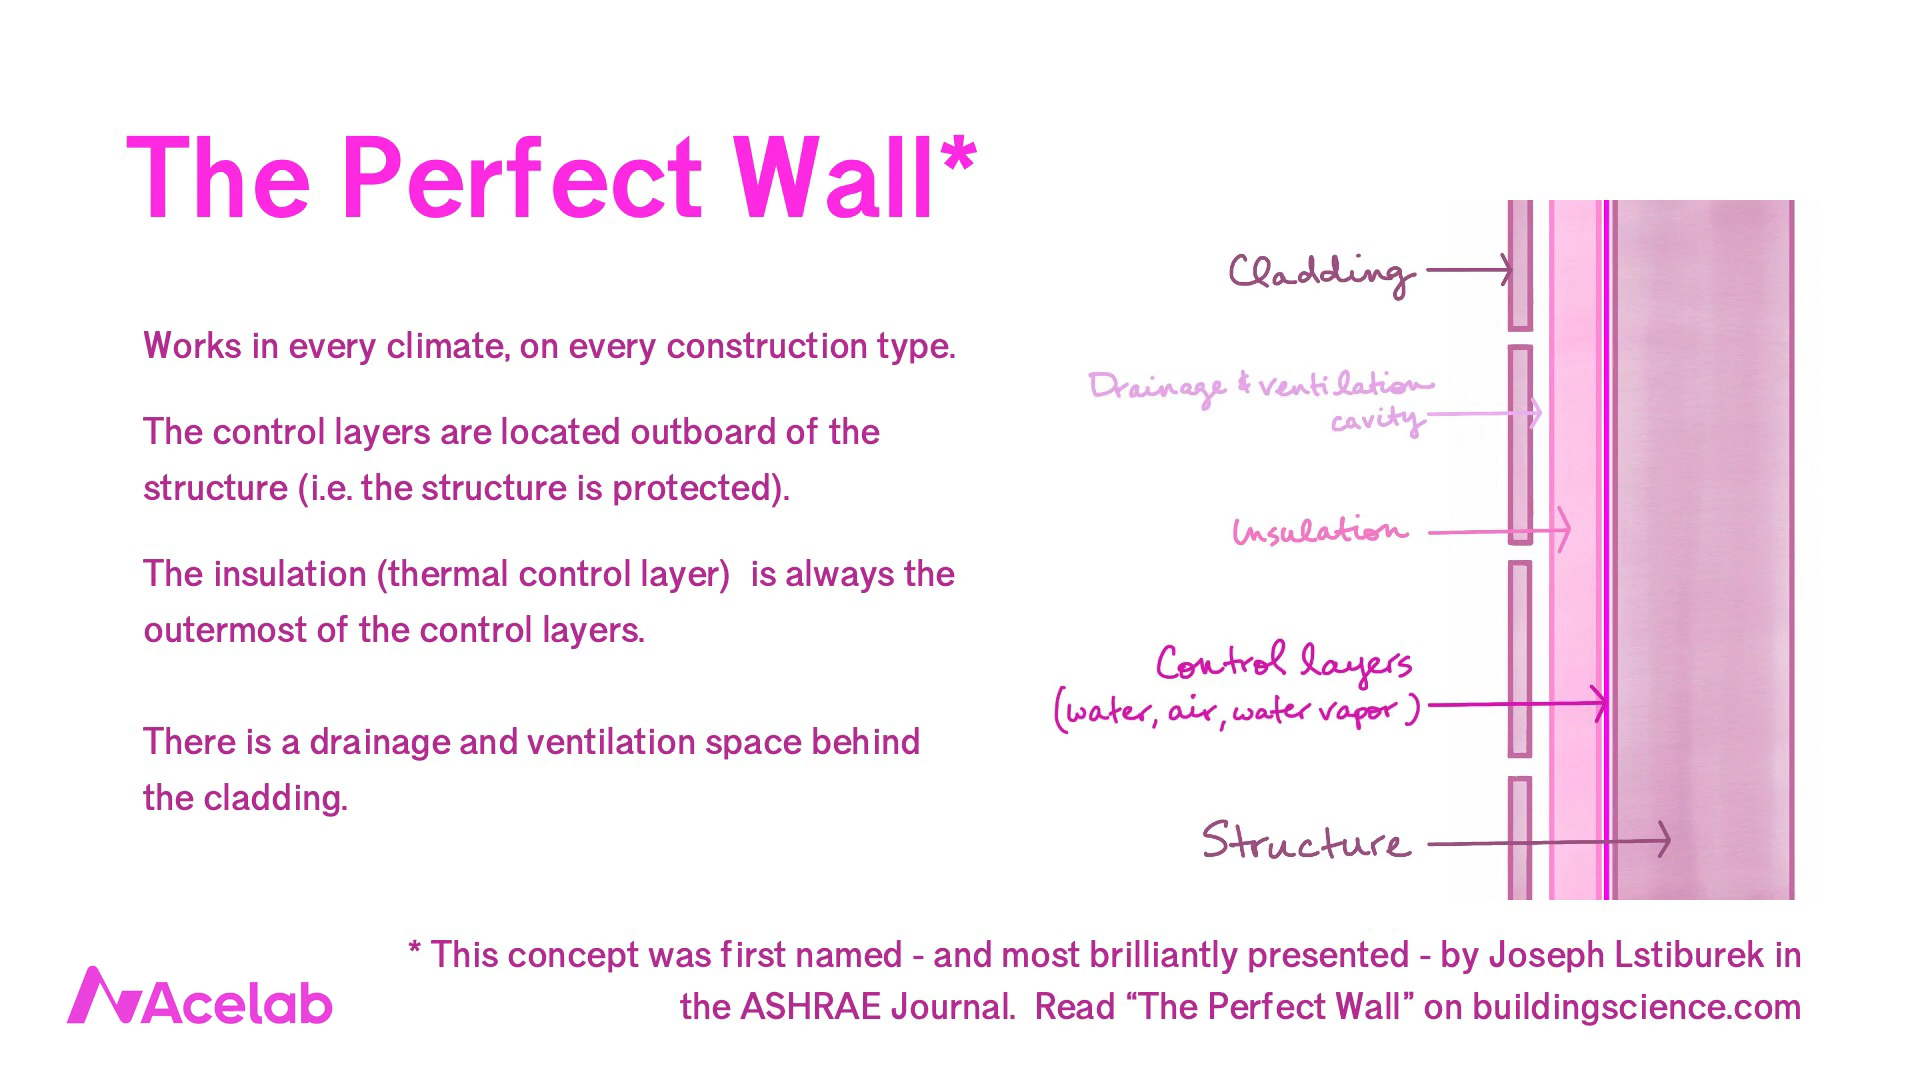 The Perfect Wall*
Works in every climate, on every construction type.
The control layers are located outboard of the
structure (i.e. the structure is protected).
The insulation (thermal control layer)  is always the
outermost of the control layers.
There is a drainage and ventilation space behind
the cladding.
Cladding
Drainage & ventilation
cavity
Insulation
Control layers
(water, air, water vapor)
Structure
* This concept was first named - and most brilliantly presented - by Joseph Lstiburek in
the ASHRAE Journal.  Read “The Perfect Wall” on buildingscience.com
Acelab